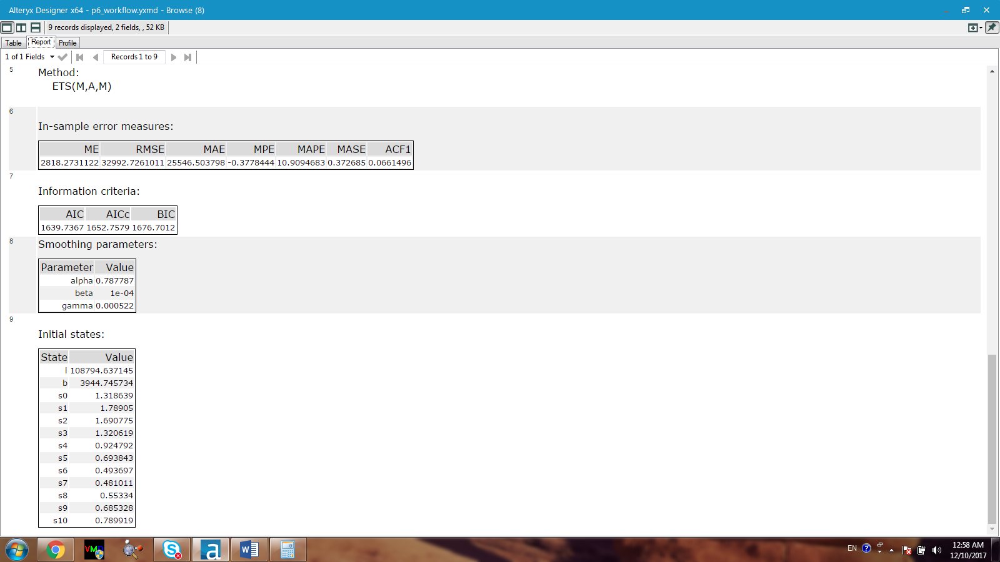 Alteryx Designer x64 - p6_workflow.yxmd - Browse (8)
9 records displayed, 2 fields, , 52 KB
Table Report Profile
1 of 1 Fields Records 1 to 9
5 Method:
ETS(M,A,M)
6
In-sample error measures:
ME RMSE MAE MPE MAPE MASE ACF1
2818.2731122 32992.7261011 25546.503798 -0.3778444 10.9094683 0.372685 0.0661496
7
Information criteria:
AIC AICc BIC
1639.7367 1652.7579 1676.7012
8 Smoothing parameters:
Parameter Value
alpha 0.787787
beta 1e-04
gamma 0.000522
9
Initial states:
State Value
l 108794.637145
b 3944.745734
s0 1.318639
s1 1.78905
s2 1.690775
s3 1.320619
s4 0.924792
s5 0.693843
s6 0.493697
s7 0.481011
s8 0.55334
s9 0.685328
s10 0.789919
EN 12:58 AM
12/10/2017